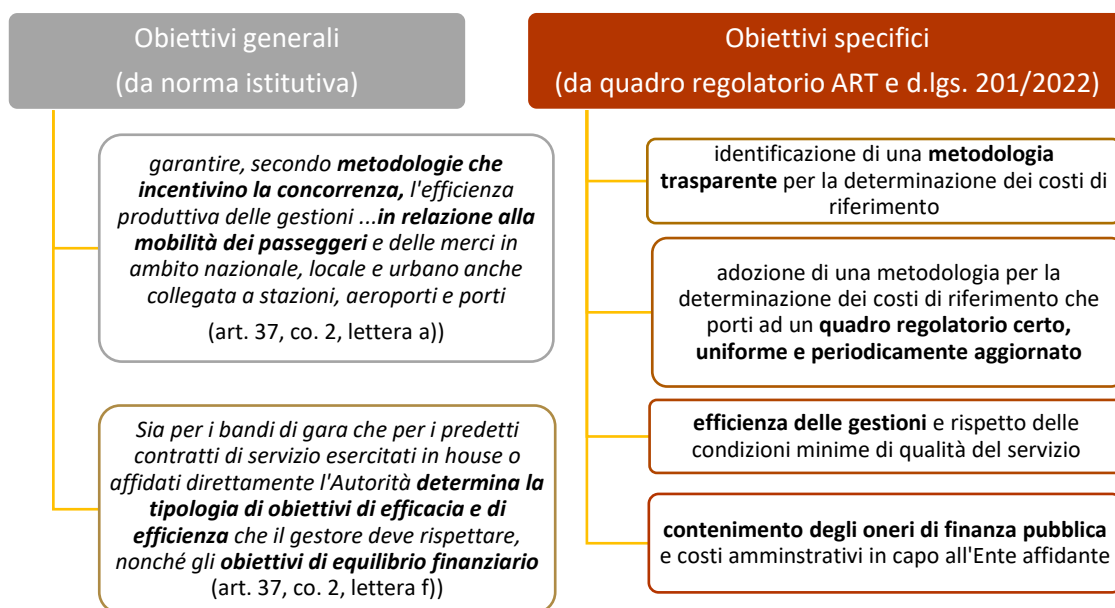 Obiettivi generali
(da norma istitutiva)
garantire, secondo metodologie che
incentivino la concorrenza, l'efficienza
produttiva delle gestioni ...in relazione alla
mobilità dei passeggeri e delle merci in
ambito nazionale, locale e urbano anche
collegata a stazioni, aeroporti e porti
(art. 37, co. 2, lettera a))
Sia per i bandi di gara che per i predetti
contratti di servizio esercitati in house o
affidati direttamente l'Autorità determina la
tipologia di obiettivi di efficacia e di
efficienza che il gestore deve rispettare,
nonché gli obiettivi di equilibrio finanziario
(art. 37, co. 2, lettera f))
Obiettivi specifici
(da quadro regolatorio ART e d.lgs. 201/2022)
identificazione di una metodologia
trasparente per la determinazione dei costi di
riferimento
adozione di una metodologia per la
determinazione dei costi di riferimento che
porti ad un quadro regolatorio certo,
uniforme e periodicamente aggiornato
efficienza delle gestioni e rispetto delle
condizioni minime di qualità del servizio
contenimento degli oneri di finanza pubblica
e costi amminstrativi in capo all'Ente affidante